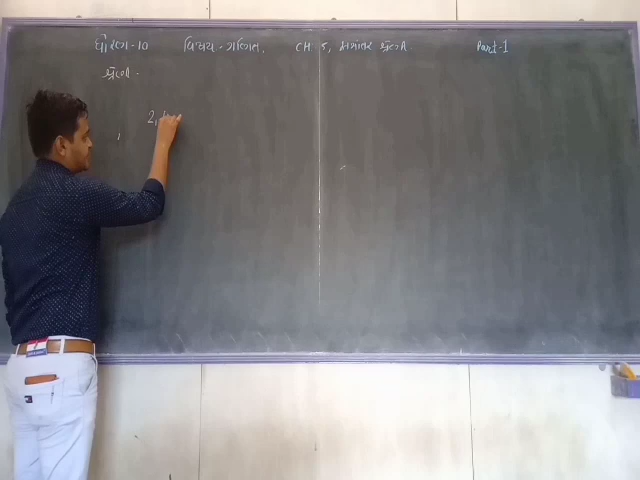 ધોરણ-10 વિષય:- ગણિત, CH:5, સમાંતર શ્રેણી. Part-1
શ્રેણી -
2,